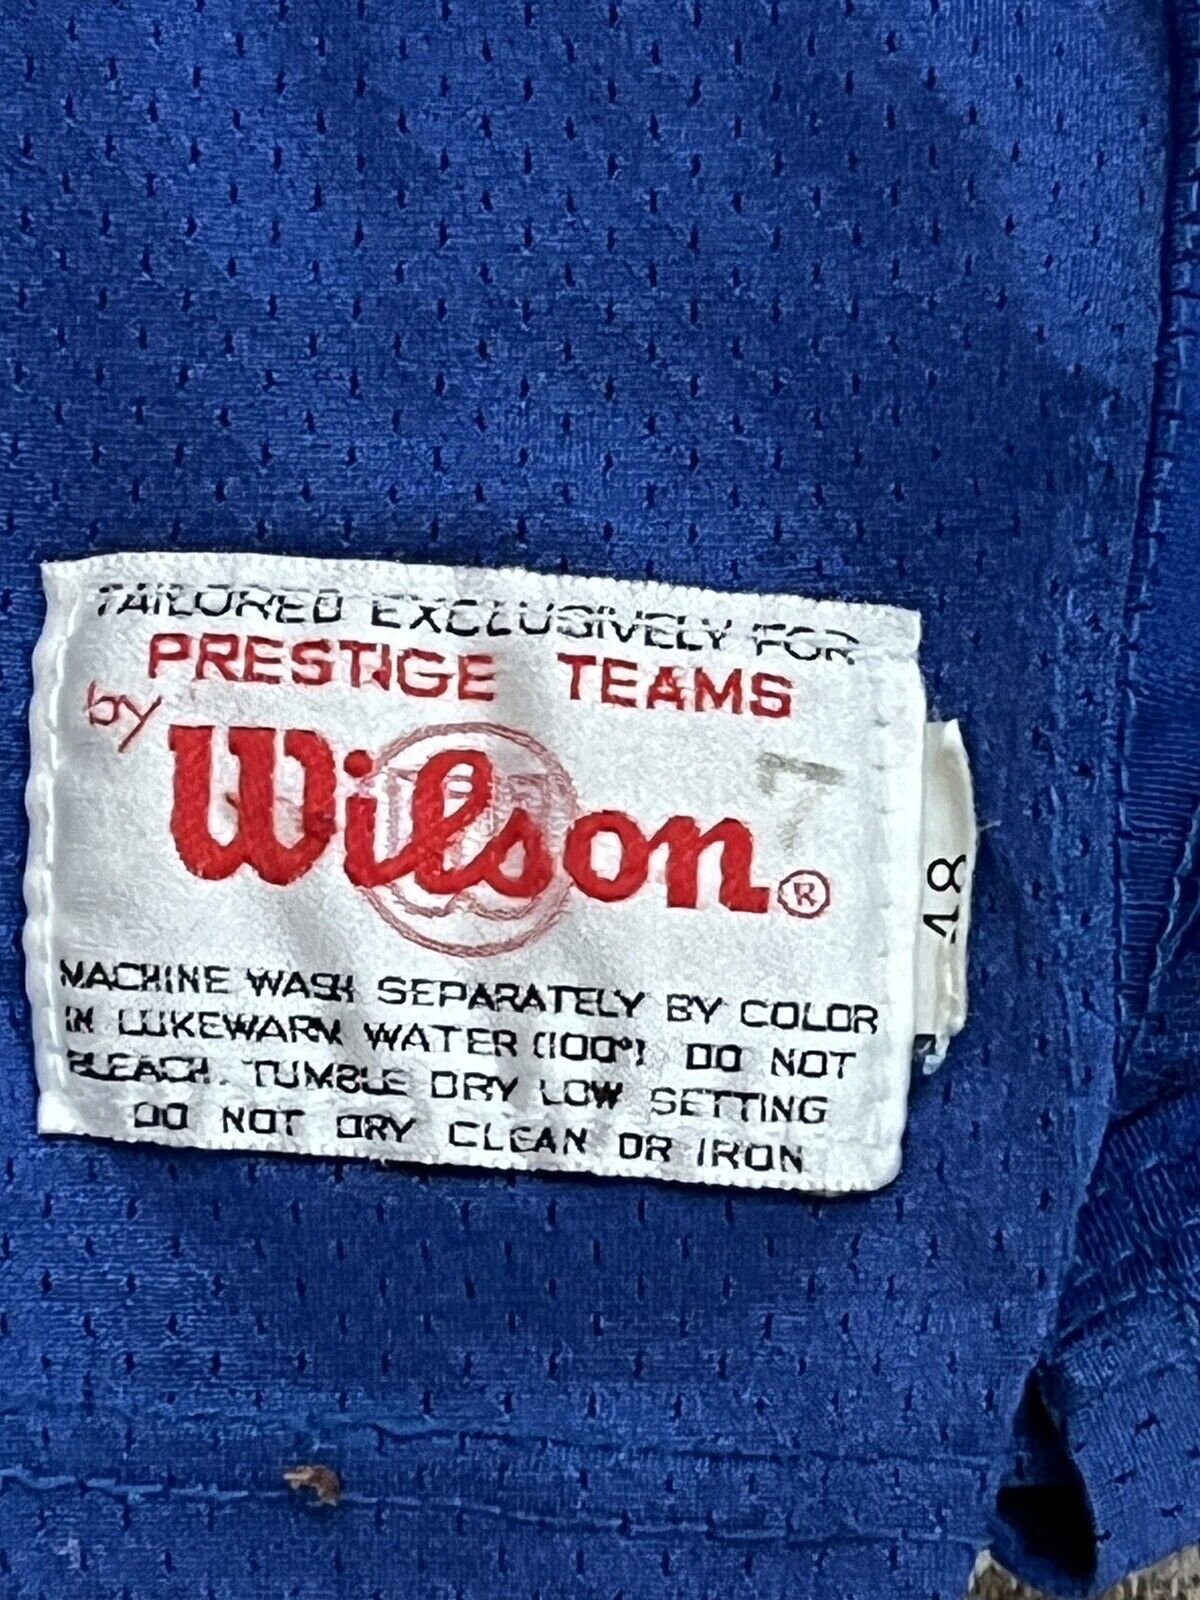 TAILORED EXCLUSIVELY FOR
PRESTIGE TEAMS
by
Wilson®
MACHINE WASH SEPARATELY BY COLOR
IN LUKEWARM WATER (100°) DO NOT
BLEACH. TUMBLE DRY LOW SETTING
DO NOT DRY CLEAN OR IRON
48